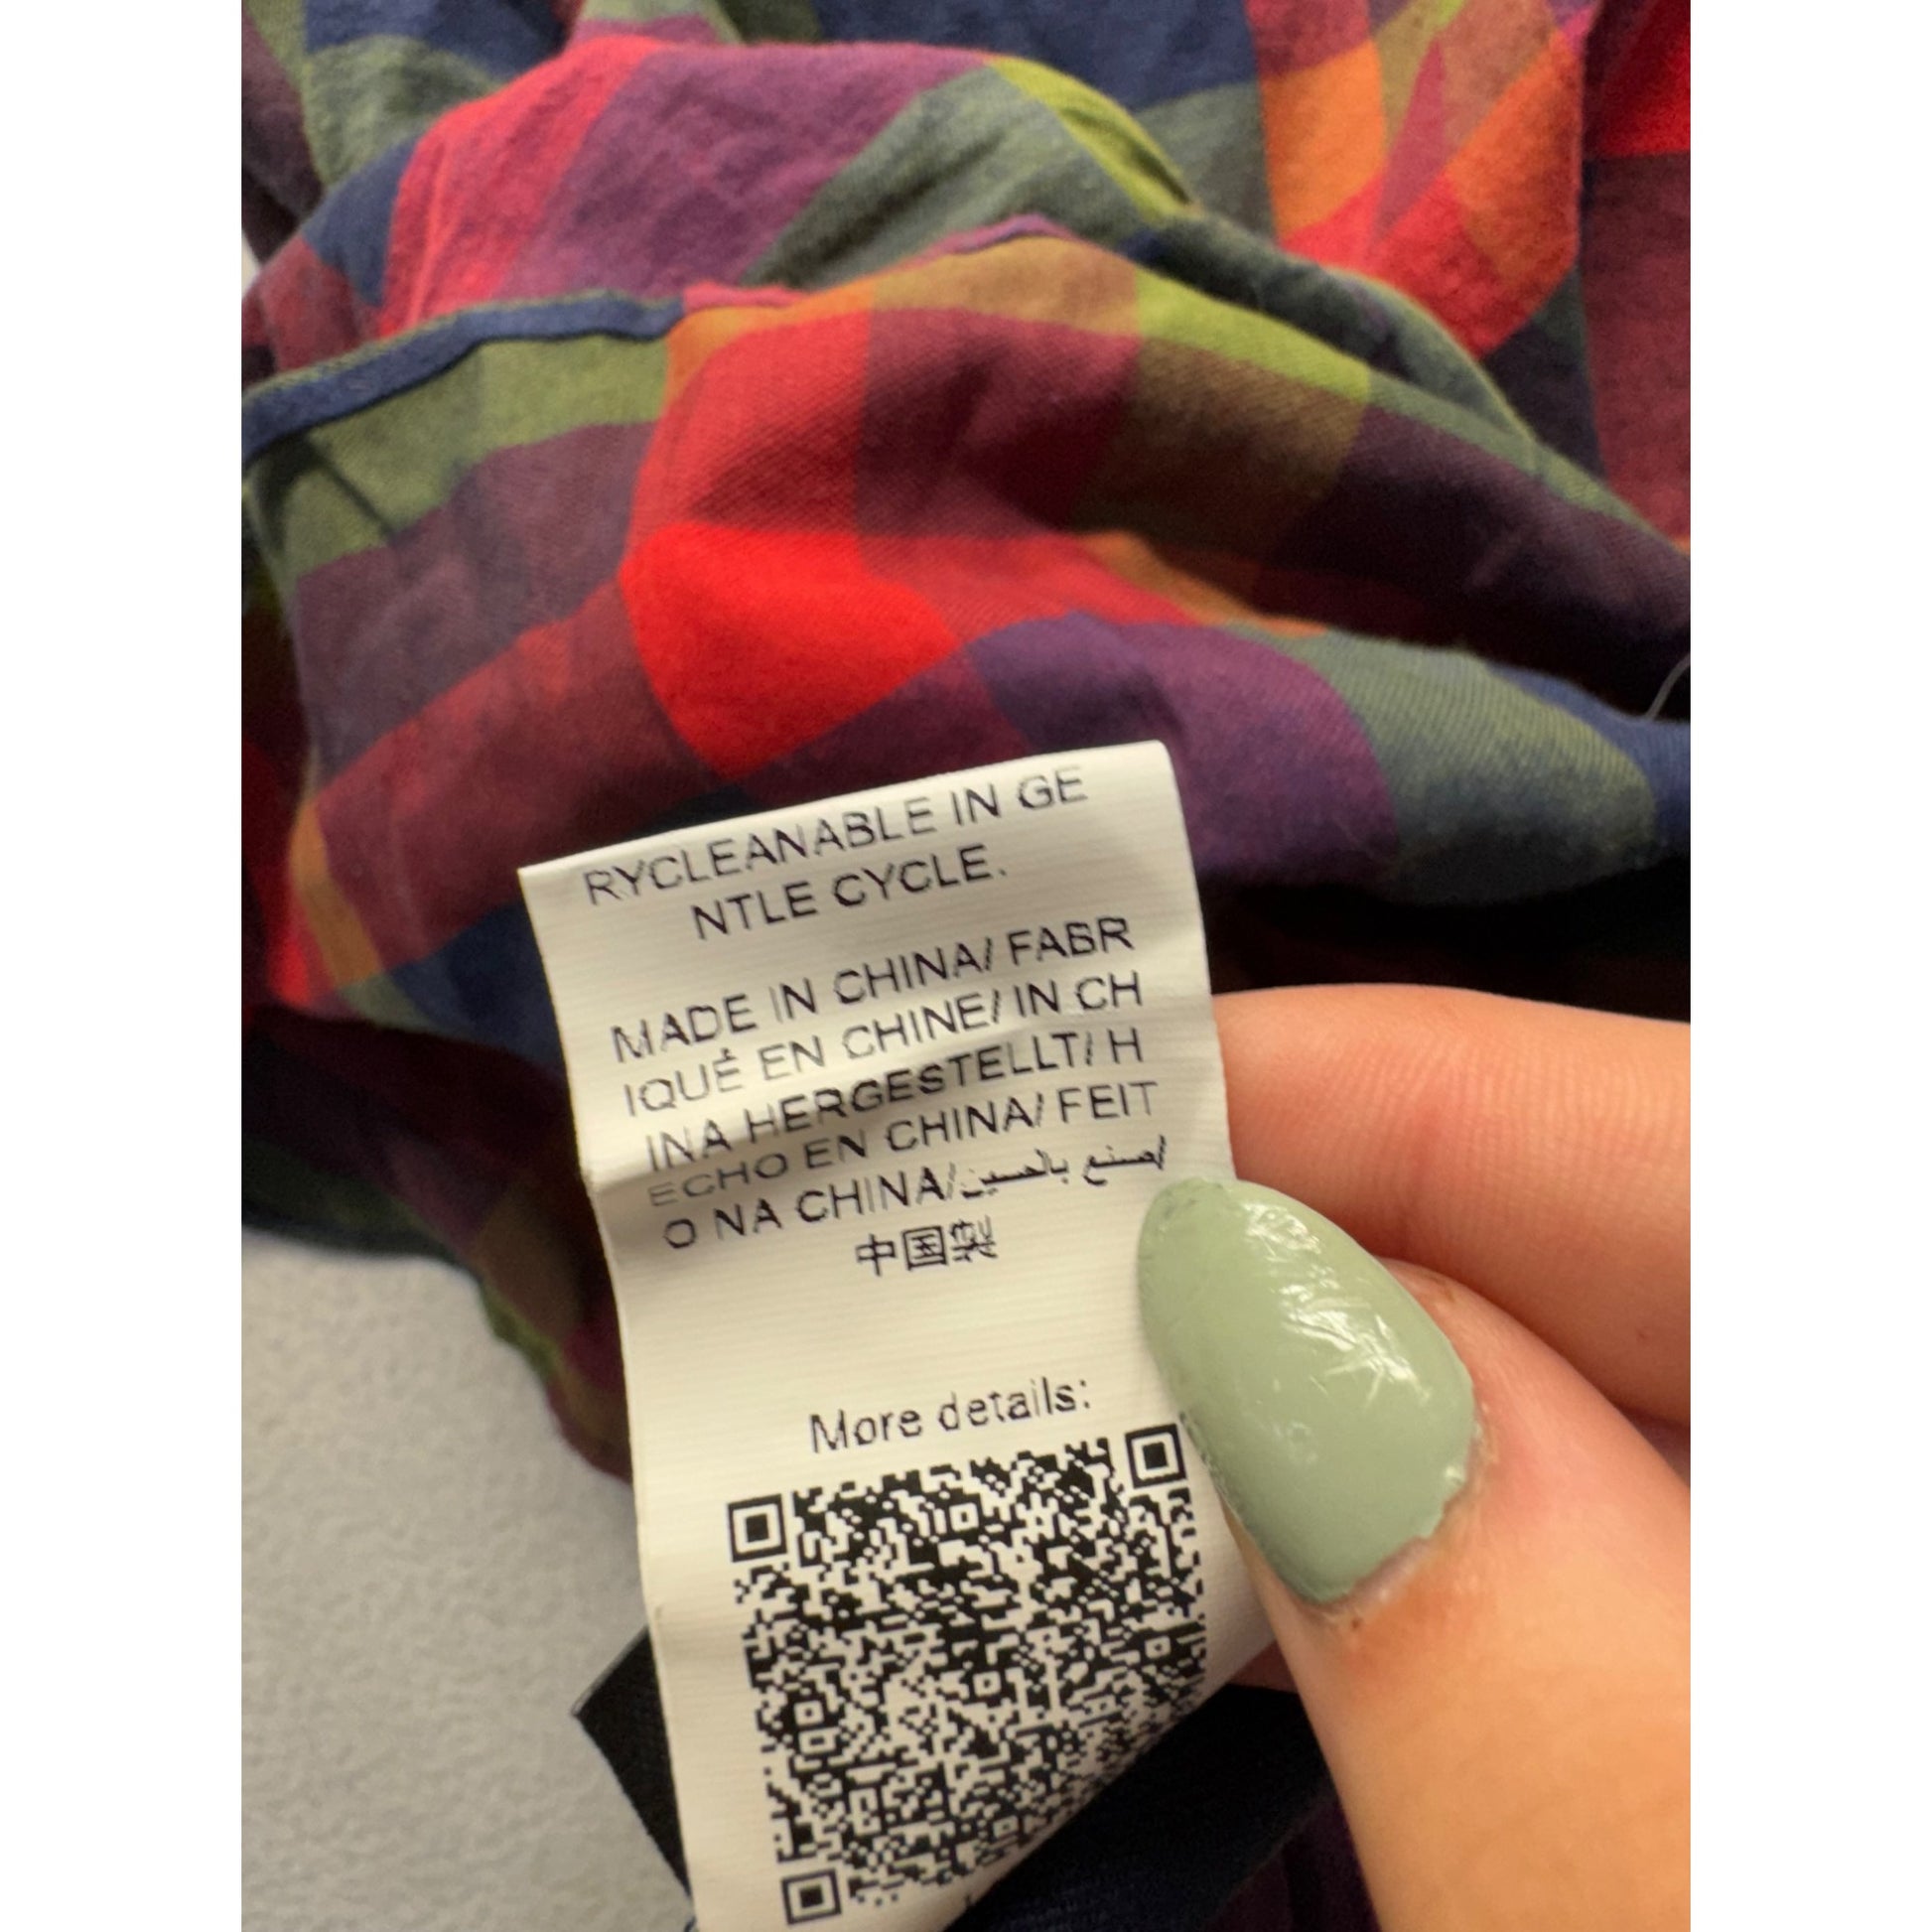 RYCLEANABLE IN GE
NTLE CYCLE.
MADE IN CHINA/ FABR
IQUÉ EN CHINE/ IN CH
INA HERGESTELLT/ H
ECHO EN CHINA/ FEIT
O NA CHINA/اصنع بالصين
中国製
More details: